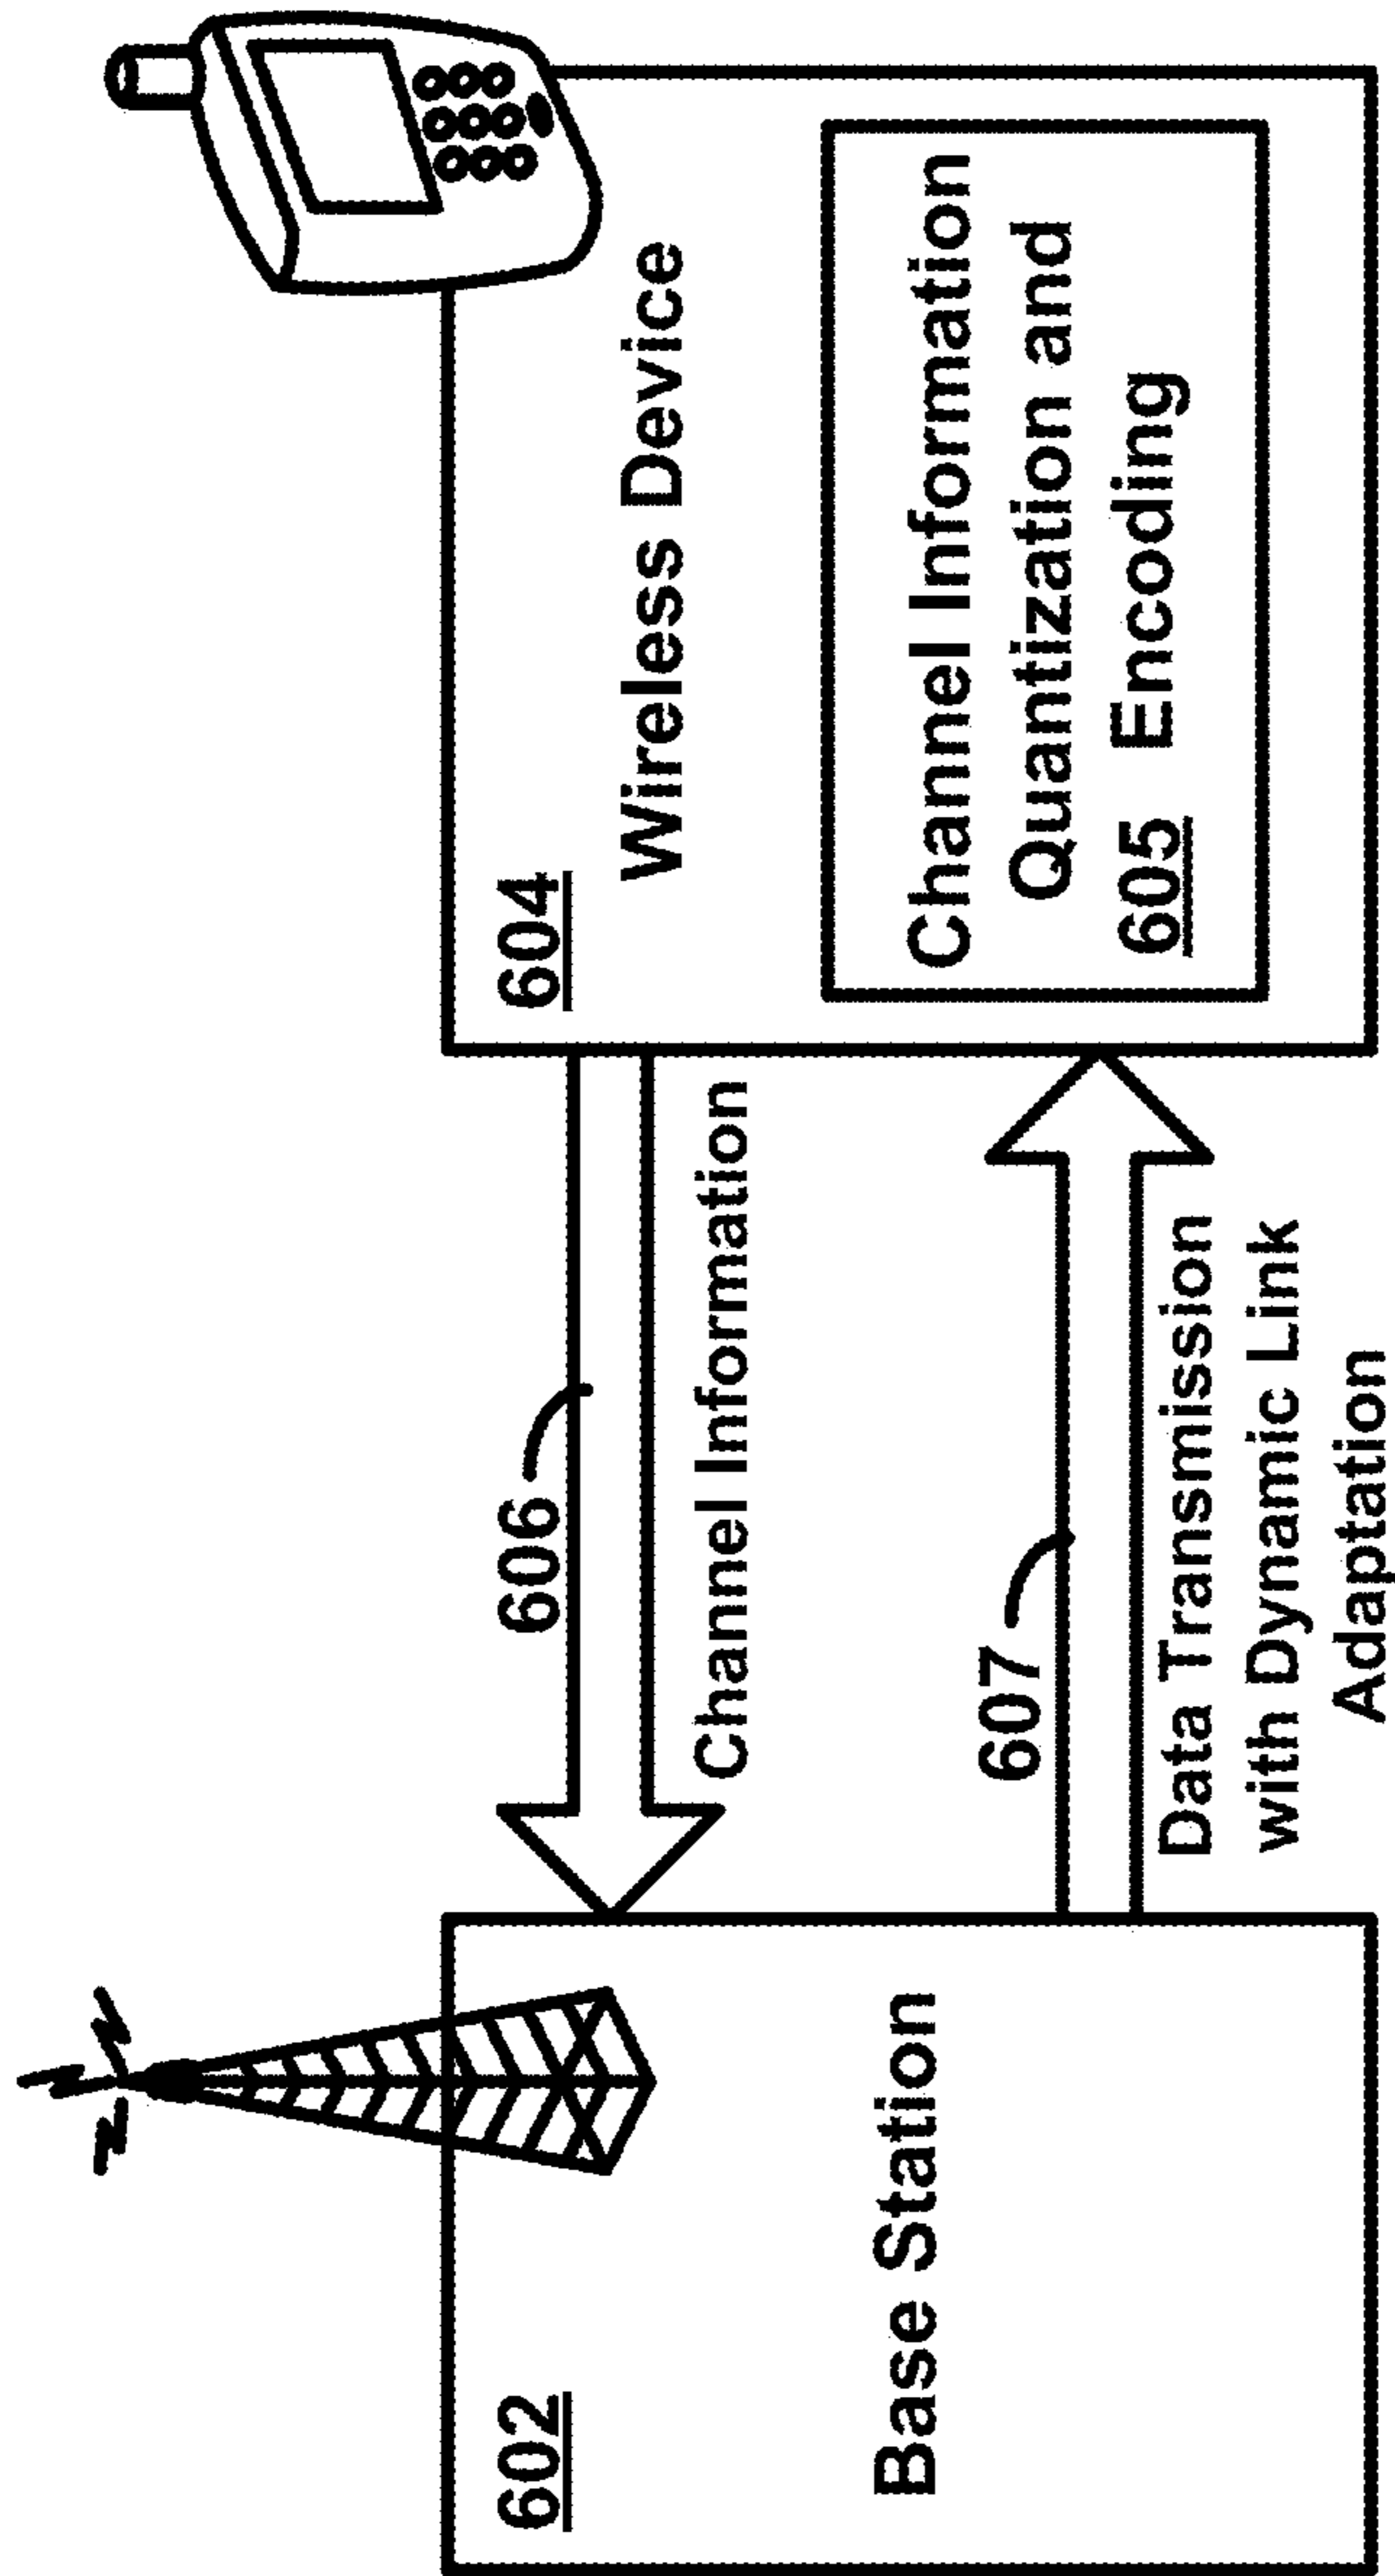 602
Base Station
606
Channel Information
607
Data Transmission
with Dynamic Link
Adaptation
604
Wireless Device
Channel Information
Quantization and
605 Encoding